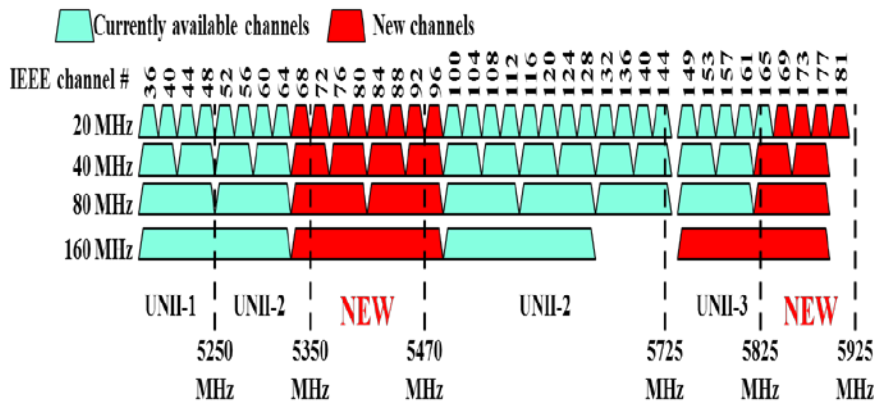 Currently available channels New channels
IEEE channel # 36 40 44 48 52 56 60 64 68 72 76 80 84 88 92 96 100 104 108 112 116 120 124 128 132 136 140 144 149 153 157 161 165 169 173 177 181
20 MHz
40 MHz
80 MHz
160 MHz
UNII-1 UNII-2 NEW UNII-2 UNII-3 NEW
5250 5350 5470 5725 5825 5925
MHz MHz MHz MHz MHz MHz